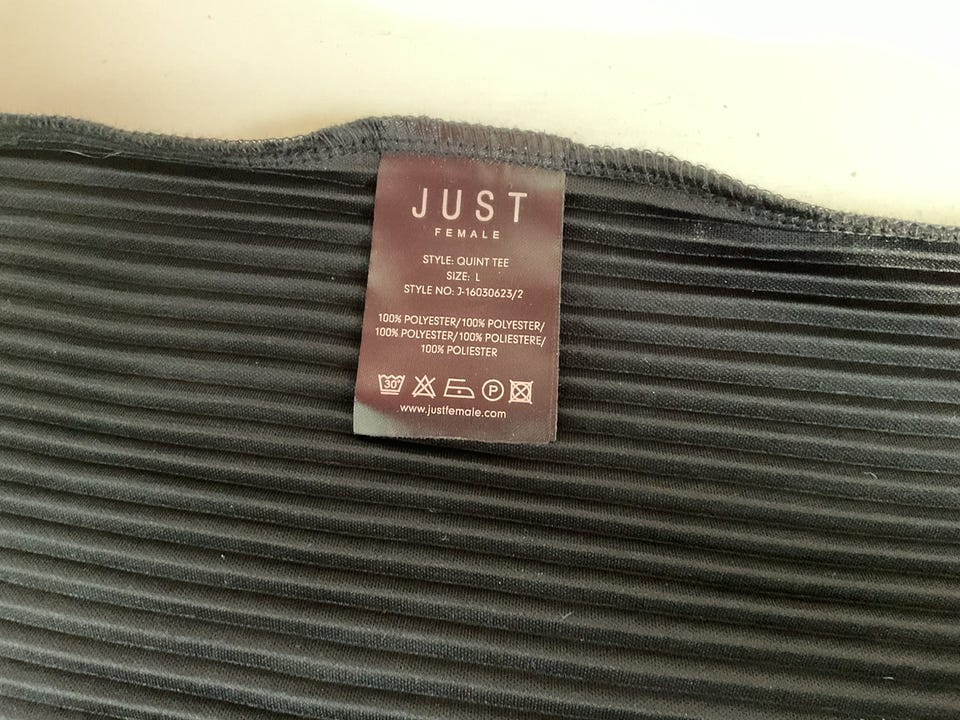 JUST
FEMALE
STYLE: QUINT TEE
SIZE: L
STYLE NO: J-16030623/2
100% POLYESTER/100% POLYESTER/
100% POLYESTER/100% POLIESTERE/
100% POLIESTER
30°
P
www.justfemale.com